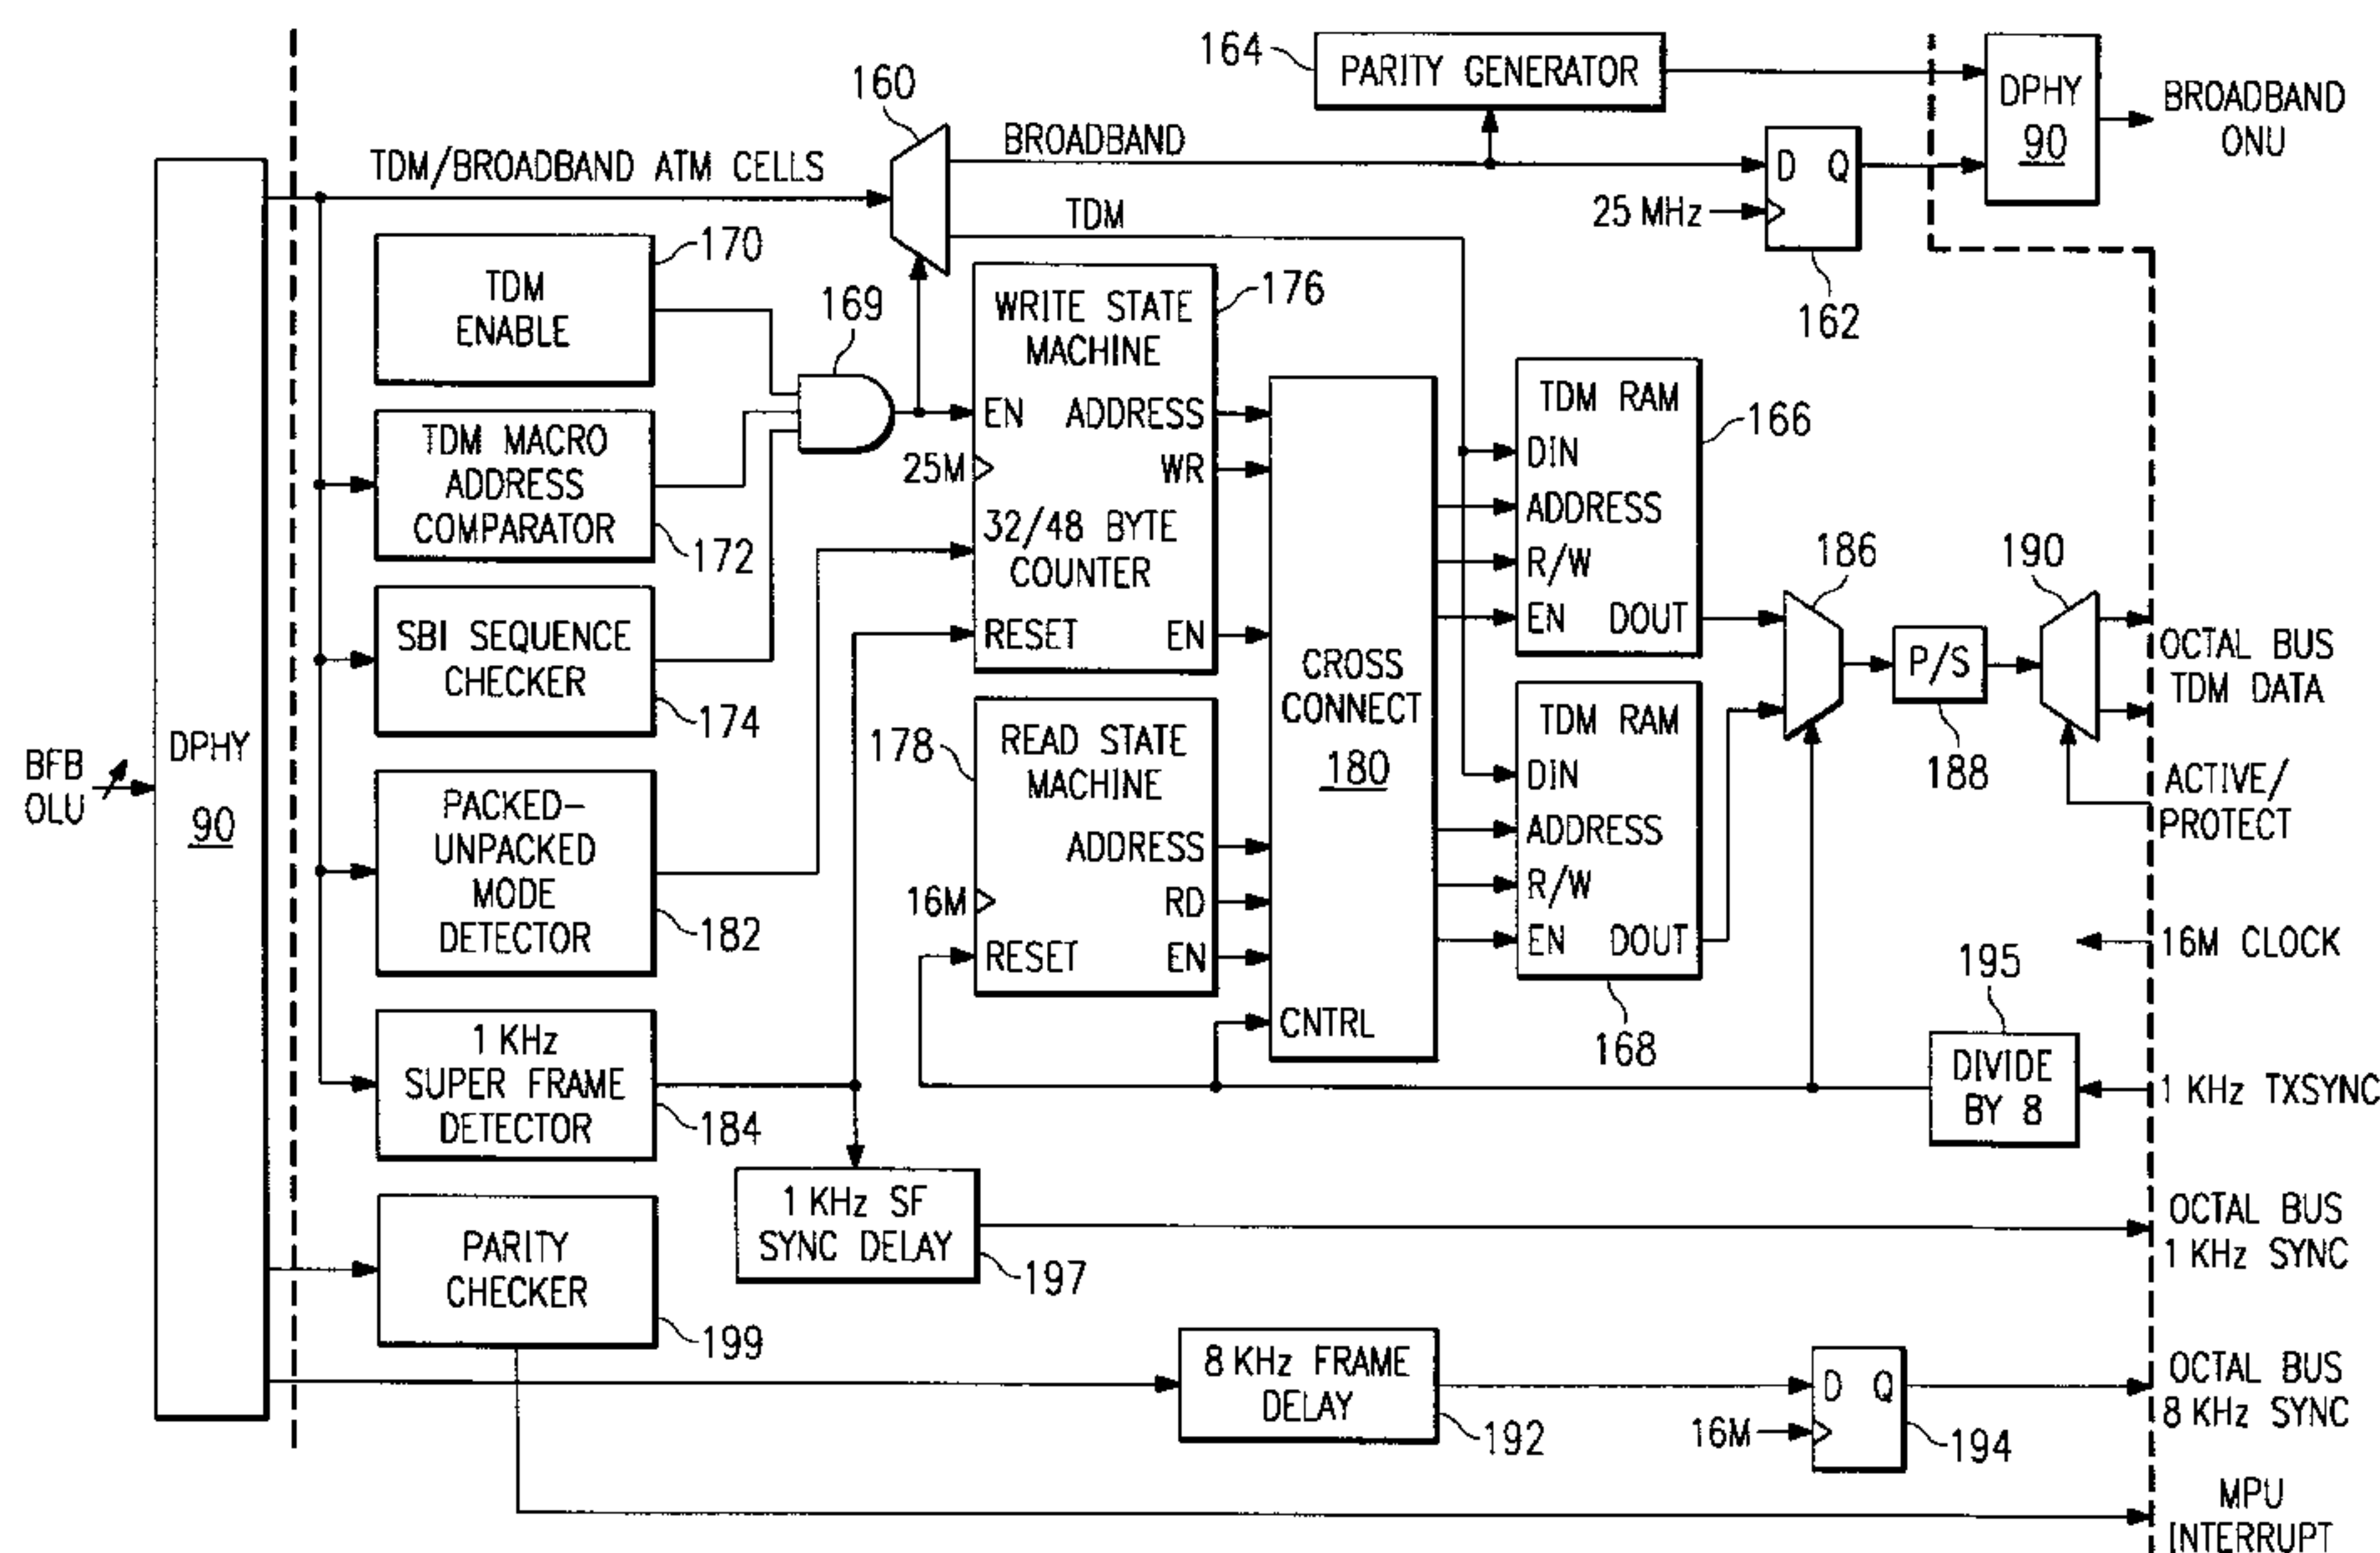 BFB
OLU
DPHY
90
TDM/BROADBAND ATM CELLS
160
BROADBAND
TDM
164
PARITY GENERATOR
DPHY
90
BROADBAND
ONU
D Q
25 MHz
162
TDM
ENABLE
170
TDM MACRO
ADDRESS
COMPARATOR
172
SBI SEQUENCE
CHECKER
174
PACKED-
UNPACKED
MODE
DETECTOR
182
1 KHz
SUPER FRAME
DETECTOR
184
PARITY
CHECKER
199
169
WRITE STATE
MACHINE
176
EN ADDRESS
25M
WR
32/48 BYTE
COUNTER
RESET EN
178
READ STATE
MACHINE
ADDRESS
16M
RD
RESET EN
CROSS
CONNECT
180
CNTRL
TDM RAM
166
DIN
ADDRESS
R/W
EN DOUT
TDM RAM
DIN
ADDRESS
R/W
EN DOUT
168
186
P/S
188
190
OCTAL BUS
TDM DATA
ACTIVE/
PROTECT
16M CLOCK
195
DIVIDE
BY 8
1 KHz TXSYNC
1 KHz SF
SYNC DELAY
197
OCTAL BUS
1 KHz SYNC
8 KHz FRAME
DELAY
192
D Q
16M
194
OCTAL BUS
8 KHz SYNC
MPU
INTERRUPT